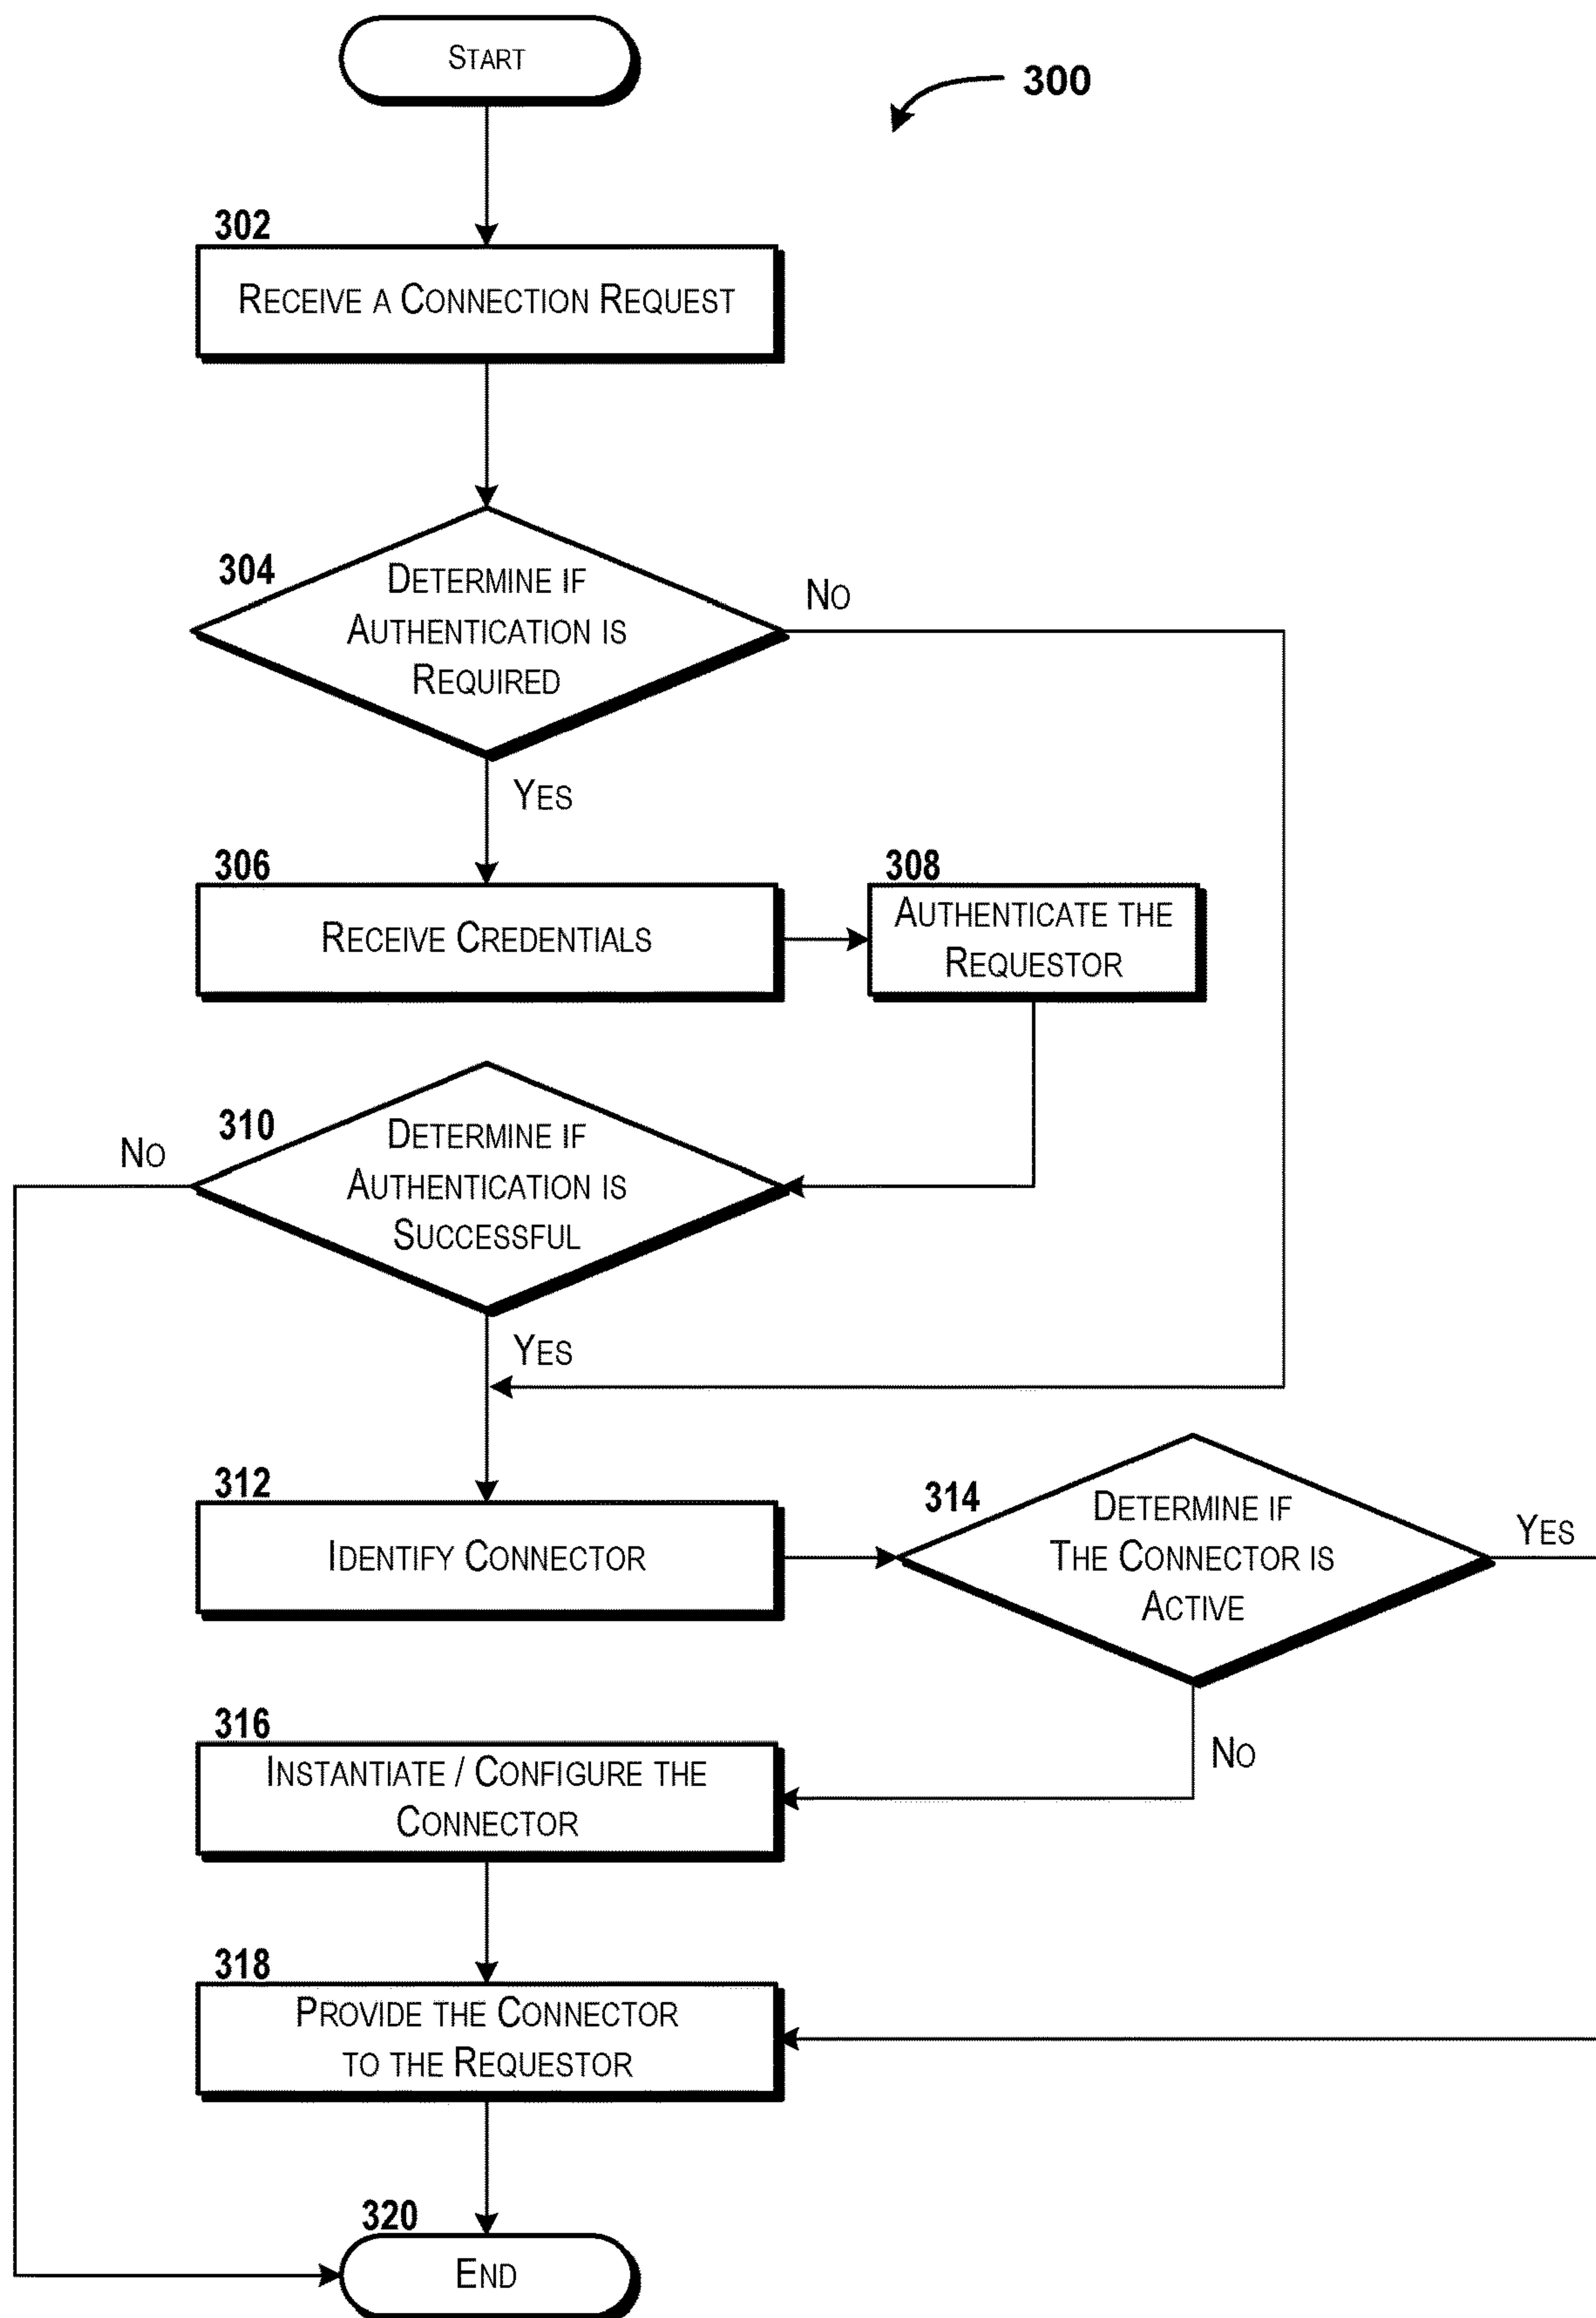 START
300
302
RECEIVE A CONNECTION REQUEST
304
DETERMINE IF
AUTHENTICATION IS
REQUIRED
NO
YES
306
RECEIVE CREDENTIALS
308
AUTHENTICATE THE
REQUESTOR
310
DETERMINE IF
AUTHENTICATION IS
SUCCESSFUL
NO
YES
312
IDENTIFY CONNECTOR
314
DETERMINE IF
THE CONNECTOR IS
ACTIVE
YES
NO
316
INSTANTIATE / CONFIGURE THE
CONNECTOR
318
PROVIDE THE CONNECTOR
TO THE REQUESTOR
320
END